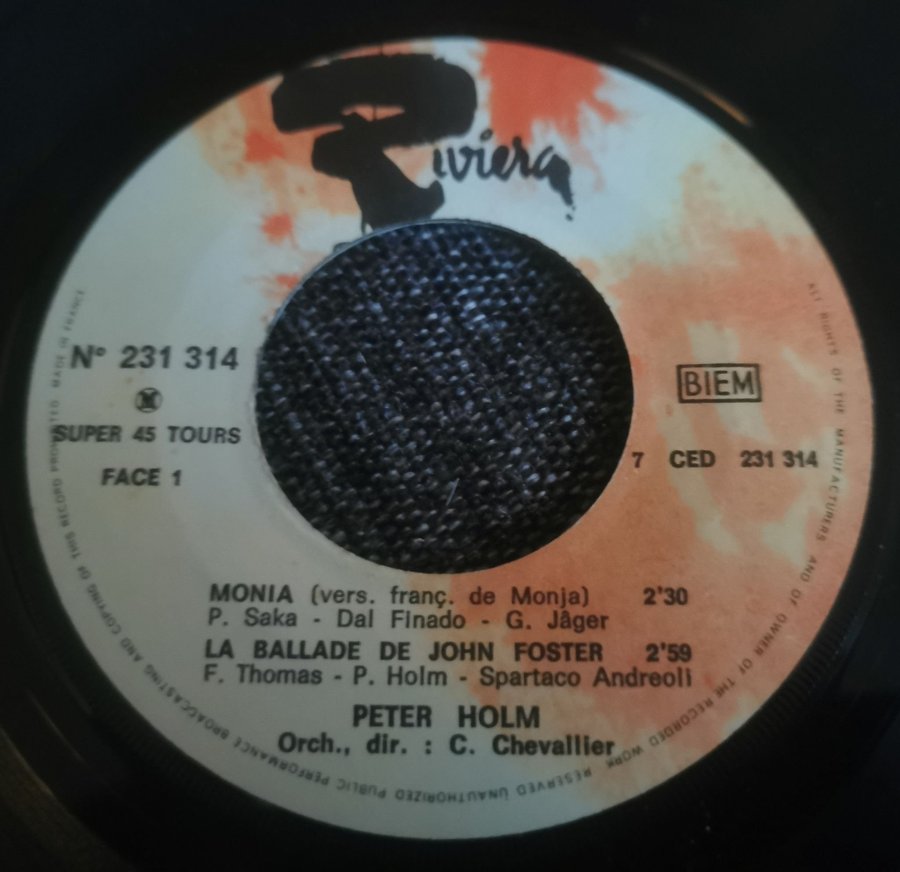 Riviera
N° 231 314
SUPER 45 TOURS
FACE 1
BIEM
7 CED 231 314
MONIA (vers. franç. de Monja) 2'30
P. Saka - Dal Finado - G. Jâger
LA BALLADE DE JOHN FOSTER 2'59
F. Thomas - P. Holm - Spartaco Andreoli
PETER HOLM
Orch., dir. : C. Chevallier
RIGHTS OF THE MANUFACTURERS AND OF OWNER OF THE RECORDED WORK RESERVED UNAUTHORIZED PUBLIC PERFORMANCE BROADCASTING AND COPYING OF THIS RECORD MADE IN FRANCE